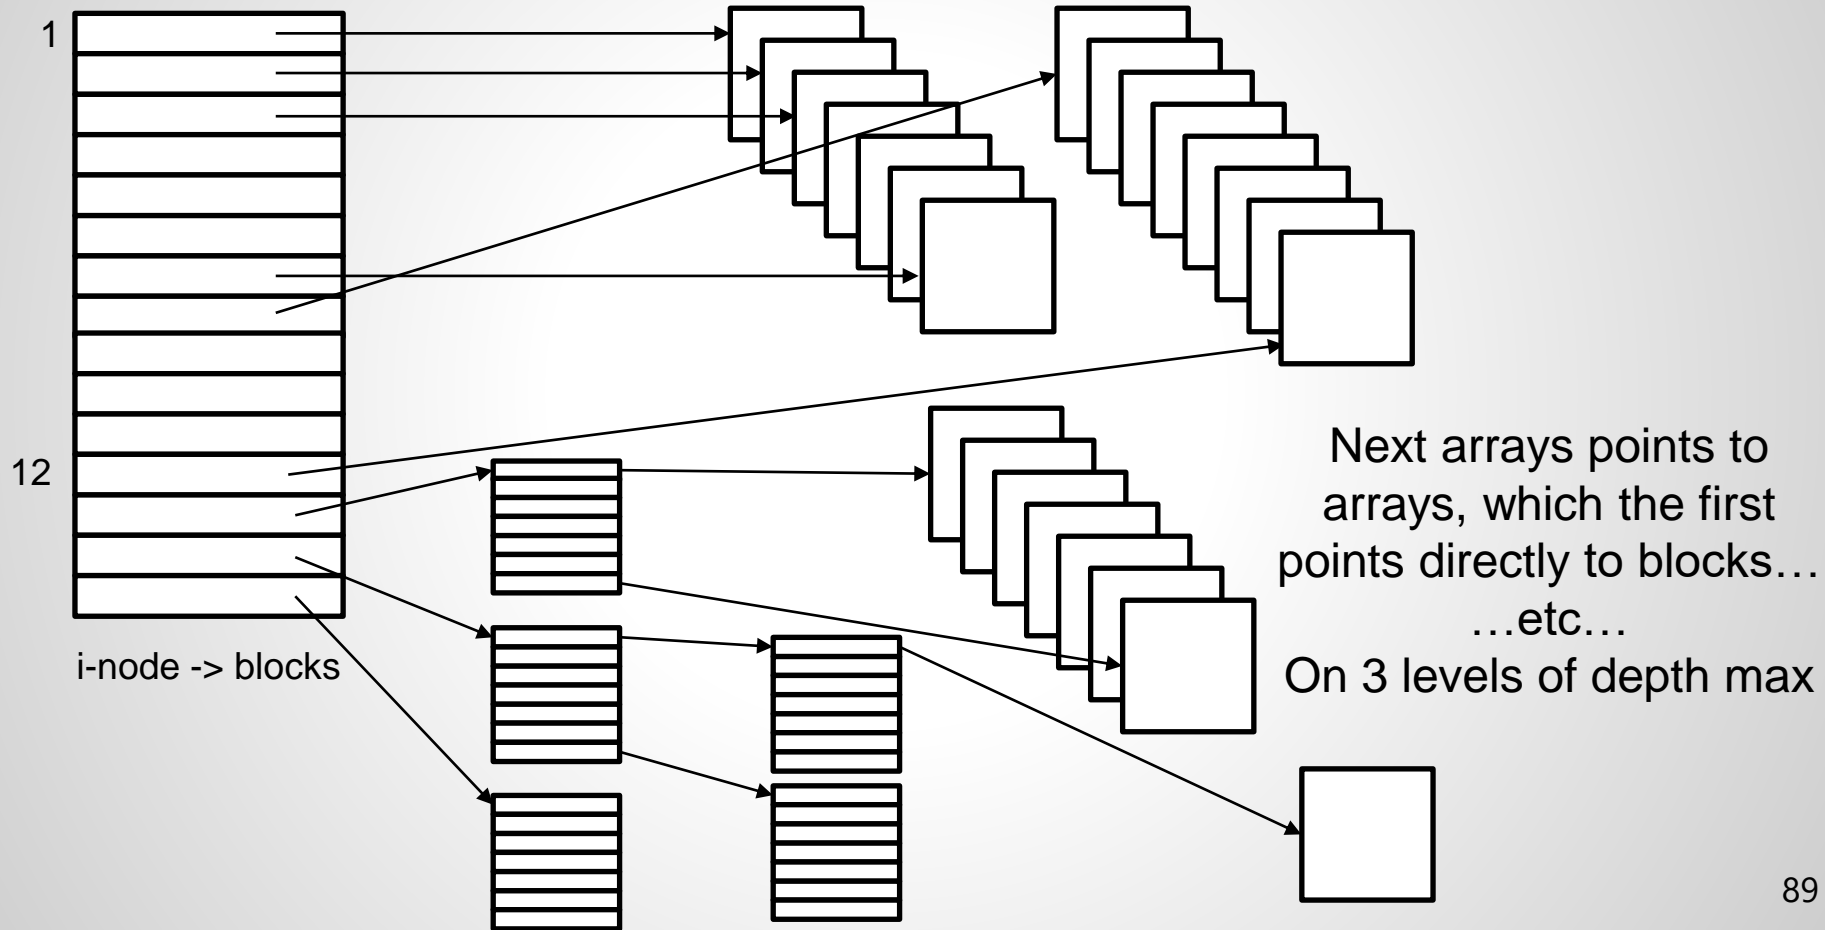 1
12
i-node -> blocks
Next arrays points to
arrays, which the first
points directly to blocks…
…etc…
On 3 levels of depth max
89